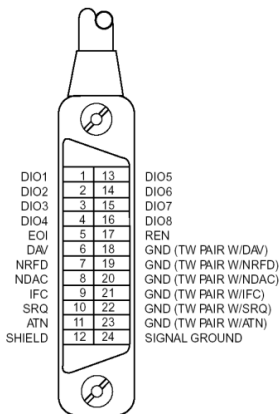 DIO1 1 13 DIO5
DIO2 2 14 DIO6
DIO3 3 15 DIO7
DIO4 4 16 DIO8
EOI 5 17 REN
DAV 6 18 GND (TW PAIR W/DAV)
NRFD 7 19 GND (TW PAIR W/NRFD)
NDAC 8 20 GND (TW PAIR W/NDAC)
IFC 9 21 GND (TW PAIR W/IFC)
SRQ 10 22 GND (TW PAIR W/SRQ)
ATN 11 23 GND (TW PAIR W/ATN)
SHIELD 12 24 SIGNAL GROUND